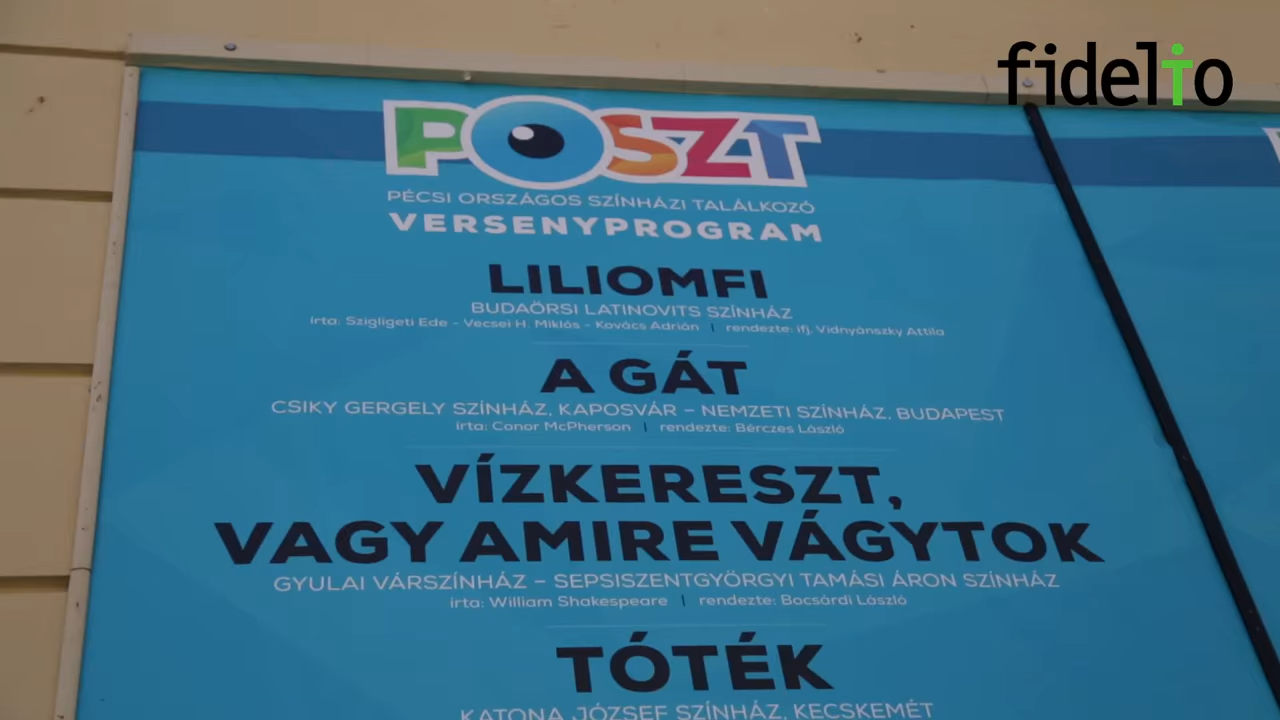 fidelio
POSZT
PÉCSI ORSZÁGOS SZÍNHÁZI TALÁLKOZÓ
VERSENYPROGRAM
LILIOMFI
BUDAÖRSI LATINOVITS SZÍNHÁZ
írta: Szigligeti Ede - Vecsei H. Miklós - Kovács Adrián | rendezte: ifj. Vidnyánszky Attila
A GÁT
CSIKY GERGELY SZÍNHÁZ, KAPOSVÁR – NEMZETI SZÍNHÁZ, BUDAPEST
írta: Conor McPherson | rendezte: Bérczes László
VÍZKERESZT,
VAGY AMIRE VÁGYTOK
GYULAI VÁRSZÍNHÁZ – SEPSISZENTGYÖRGYI TAMÁSI ÁRON SZÍNHÁZ
írta: William Shakespeare | rendezte: Bocsárdi László
TÓTÉK
KATONA JÓZSEF SZÍNHÁZ, KECSKEMÉT